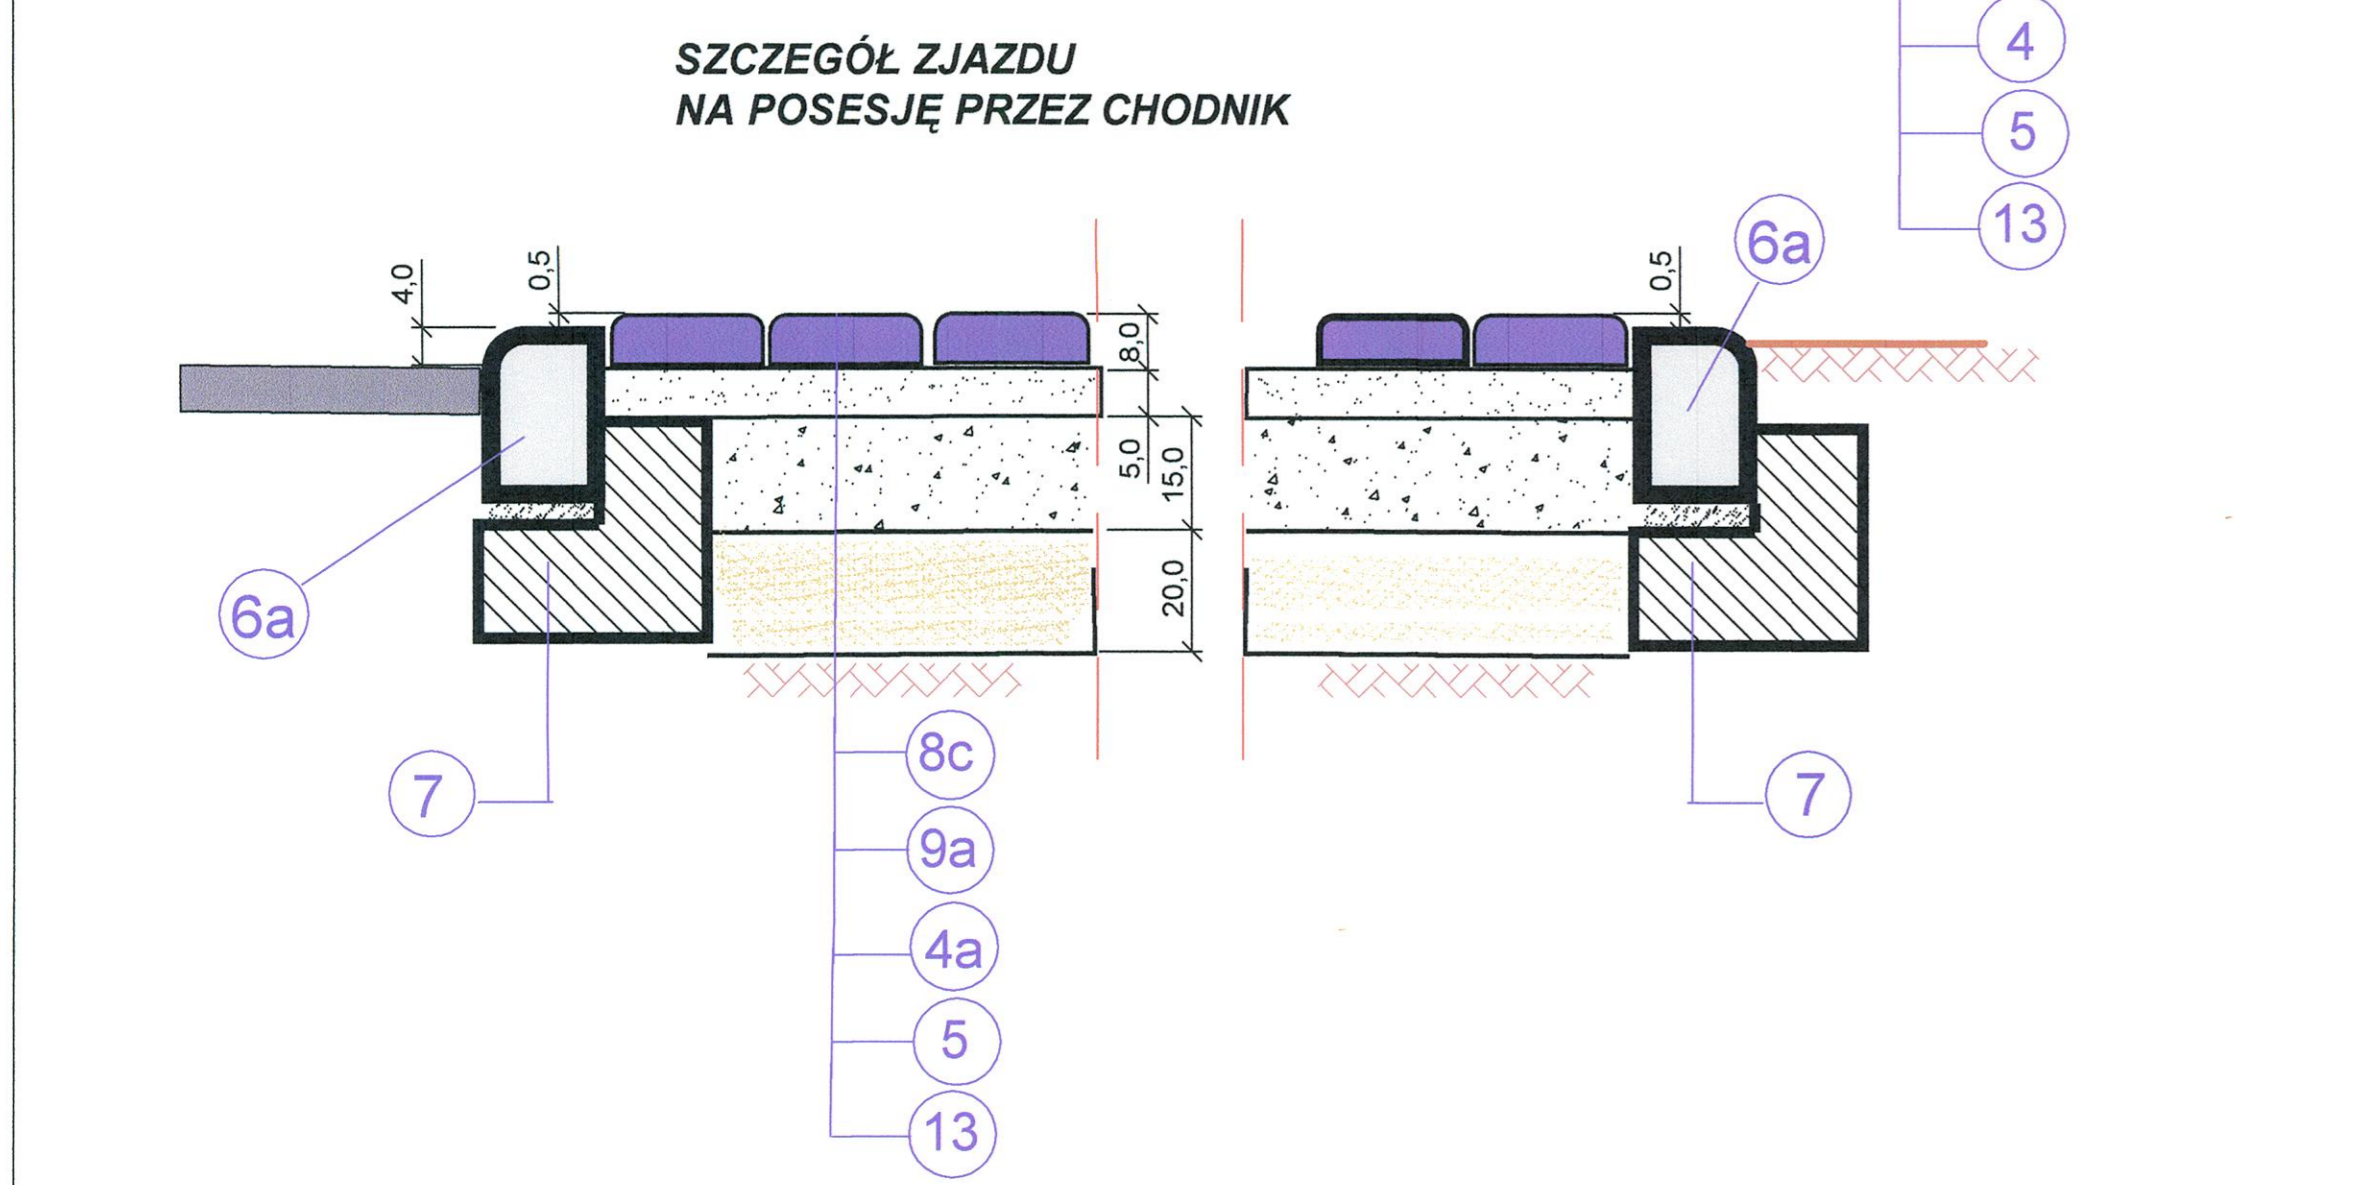 SZCZEGÓŁ ZJAZDU
NA POSESJĘ PRZEZ CHODNIK
4
5
13
6a
4,0
0,5
0,5
8,0
5,0
15,0
20,0
6a
7
7
8c
9a
4a
5
13